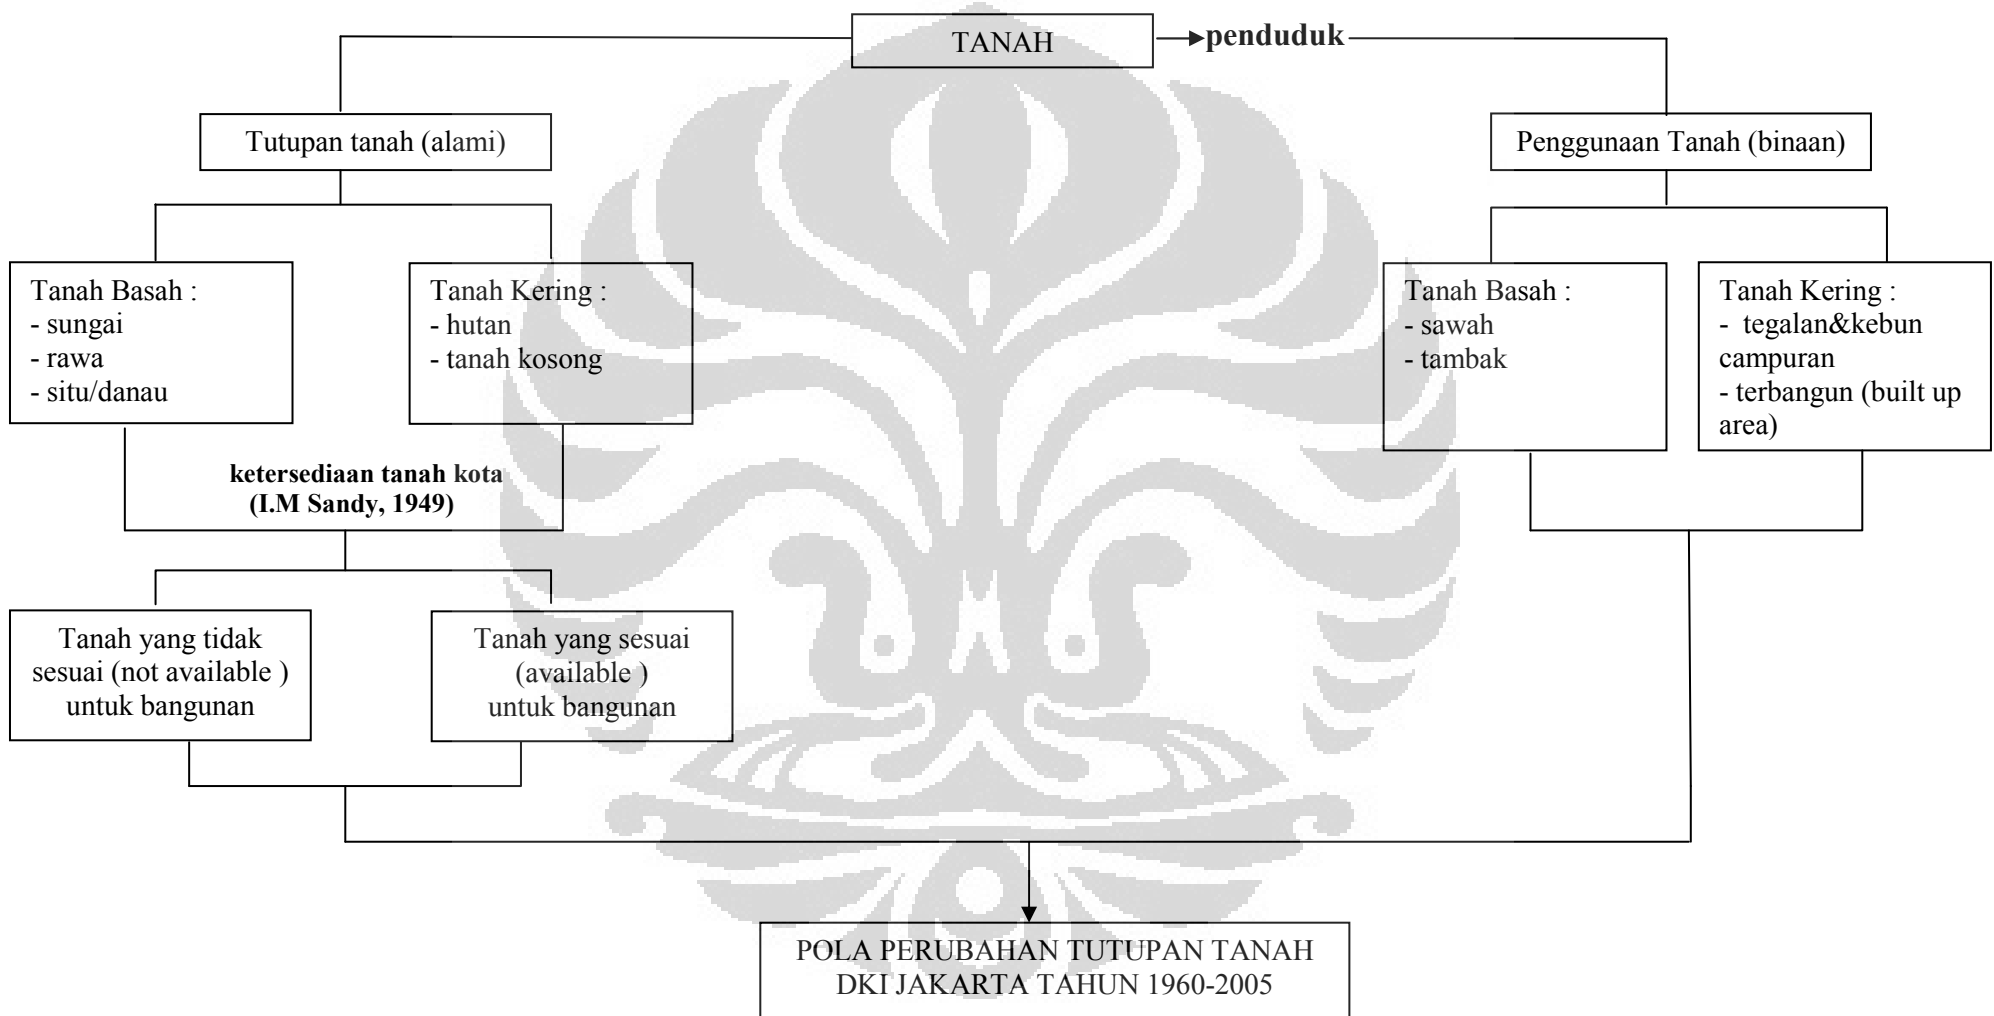 TANAH
penduduk
Tutupan tanah (alami)
Penggunaan Tanah (binaan)
Tanah Basah :
- sungai
- rawa
- situ/danau
Tanah Kering :
- hutan
- tanah kosong
Tanah Basah :
- sawah
- tambak
Tanah Kering :
- tegalan&kebun
campuran
- terbangun (built up
area)
ketersediaan tanah kota
(I.M Sandy, 1949)
Tanah yang tidak
sesuai (not available )
untuk bangunan
Tanah yang sesuai
(available )
untuk bangunan
POLA PERUBAHAN TUTUPAN TANAH
DKI JAKARTA TAHUN 1960-2005